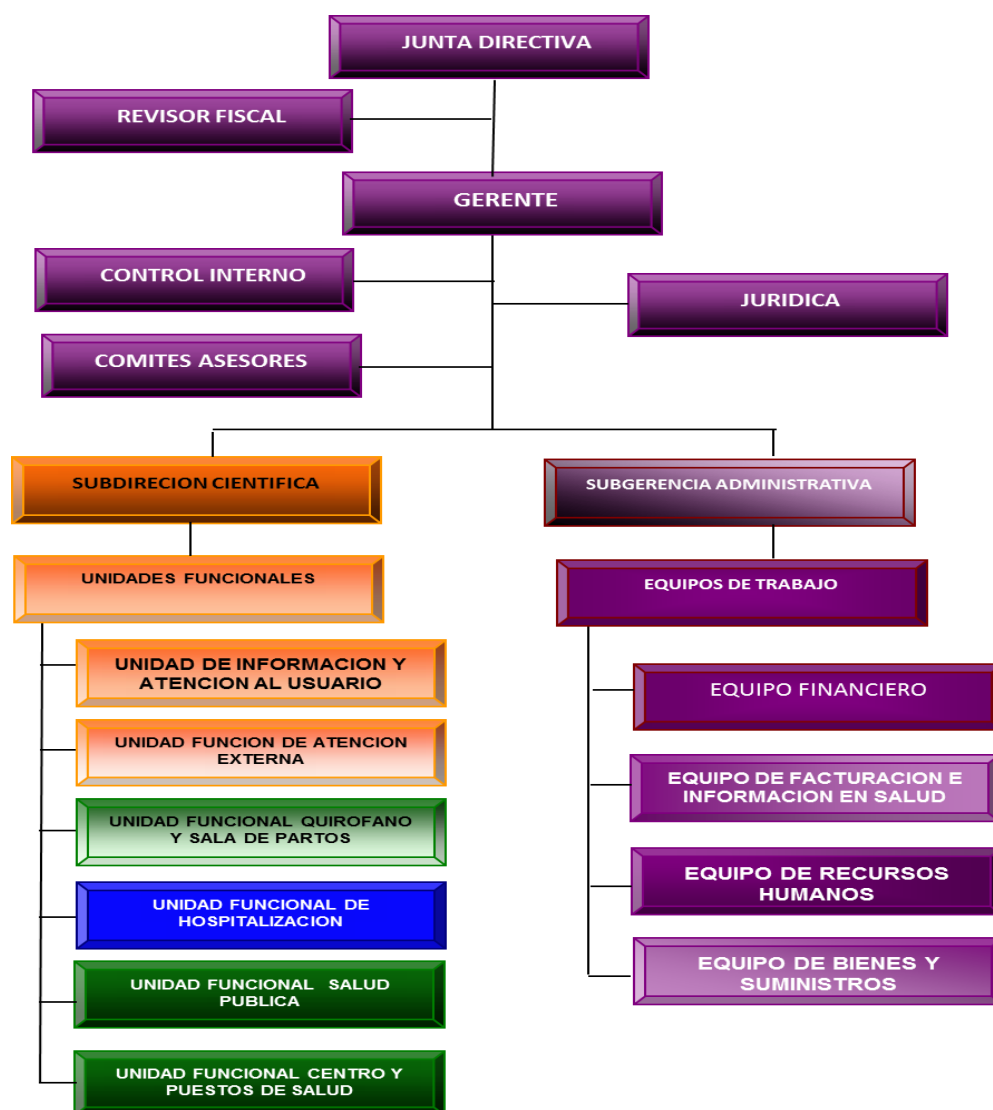 JUNTA DIRECTIVA
REVISOR FISCAL
GERENTE
CONTROL INTERNO
JURIDICA
COMITES ASESORES
SUBDIRECION CIENTIFICA
SUBGERENCIA ADMINISTRATIVA
UNIDADES FUNCIONALES
EQUIPOS DE TRABAJO
UNIDAD DE INFORMACION Y
ATENCION AL USUARIO
UNIDAD FUNCION DE ATENCION
EXTERNA
UNIDAD FUNCIONAL QUIROFANO
Y SALA DE PARTOS
UNIDAD FUNCIONAL DE
HOSPITALIZACION
UNIDAD FUNCIONAL SALUD
PUBLICA
UNIDAD FUNCIONAL CENTRO Y
PUESTOS DE SALUD
EQUIPO FINANCIERO
EQUIPO DE FACTURACION E
INFORMACION EN SALUD
EQUIPO DE RECURSOS
HUMANOS
EQUIPO DE BIENES Y
SUMINISTROS